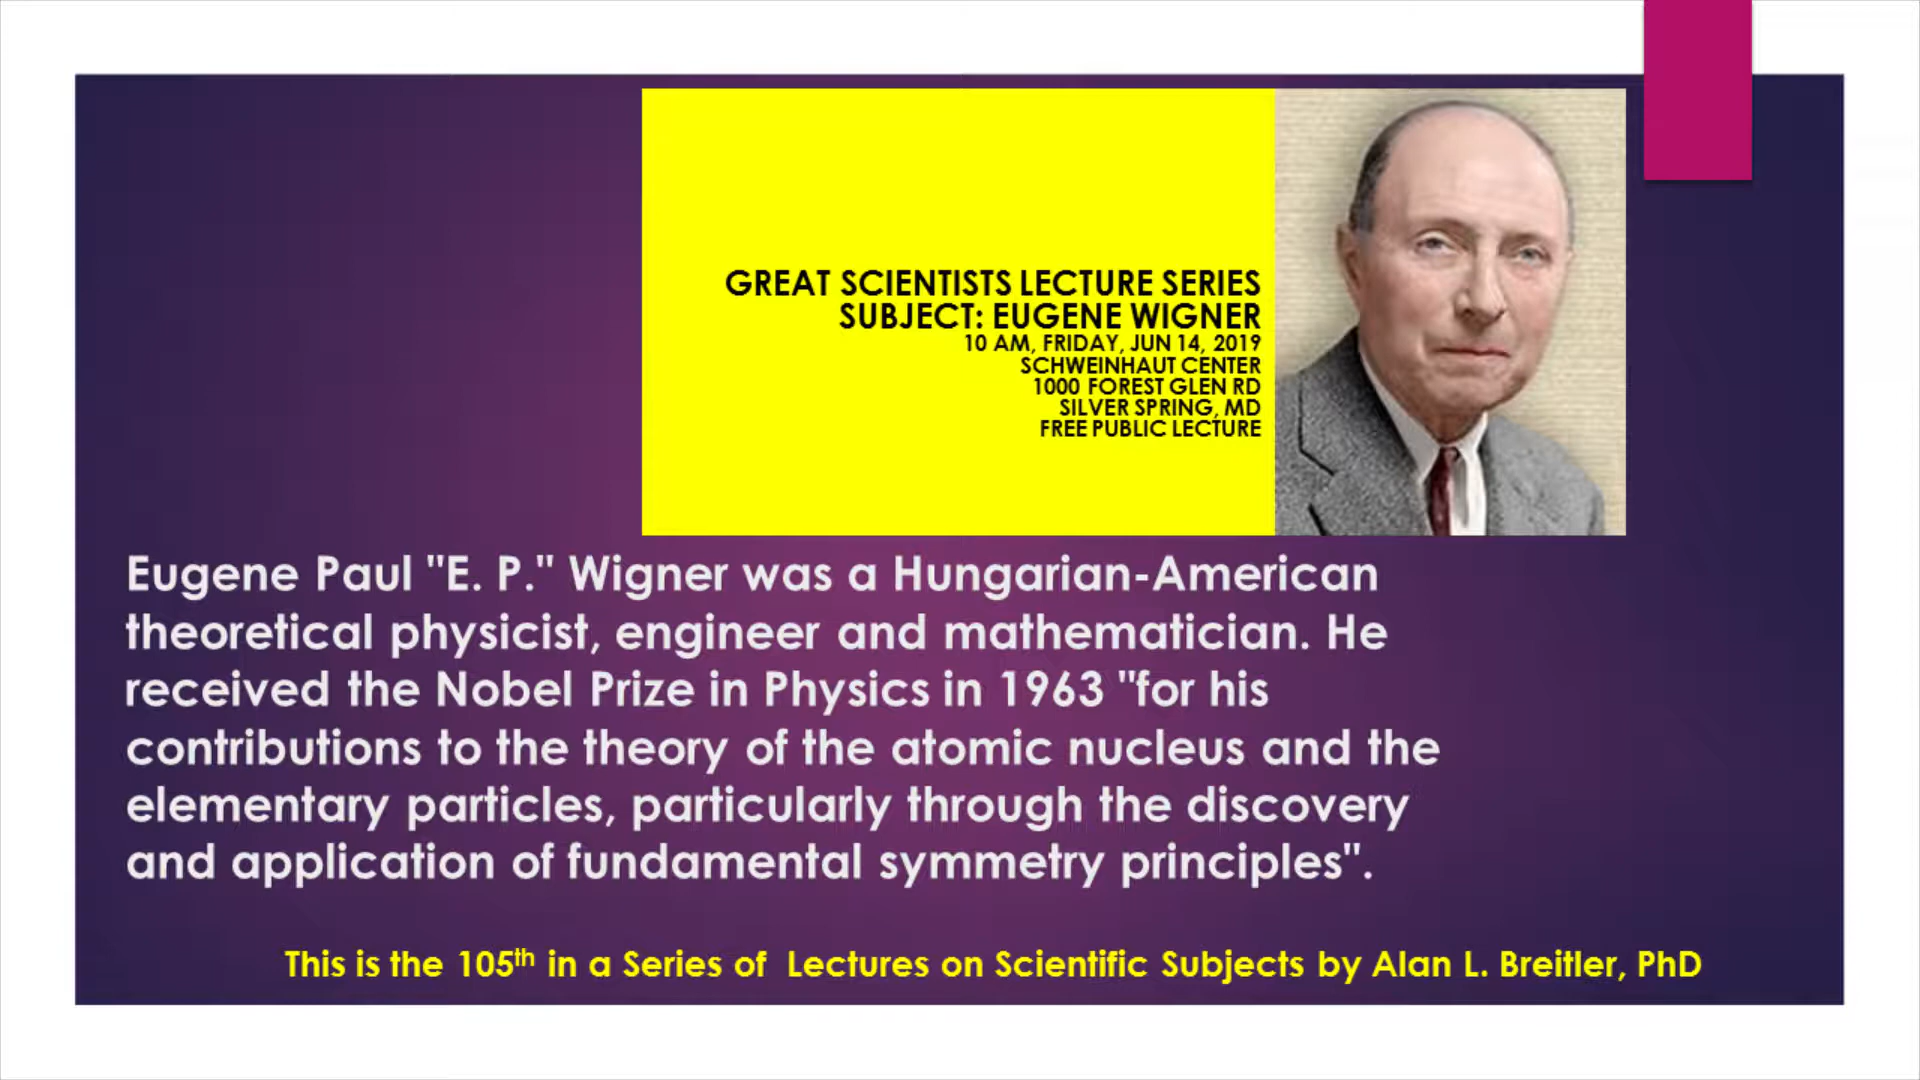 GREAT SCIENTISTS LECTURE SERIES
SUBJECT: EUGENE WIGNER
10 AM, FRIDAY, JUN 14, 2019
SCHWEINHAUT CENTER
1000 FOREST GLEN RD
SILVER SPRING, MD
FREE PUBLIC LECTURE
Eugene Paul "E. P." Wigner was a Hungarian-American
theoretical physicist, engineer and mathematician. He
received the Nobel Prize in Physics in 1963 "for his
contributions to the theory of the atomic nucleus and the
elementary particles, particularly through the discovery
and application of fundamental symmetry principles".
This is the 105th in a Series of Lectures on Scientific Subjects by Alan L. Breitler, PhD